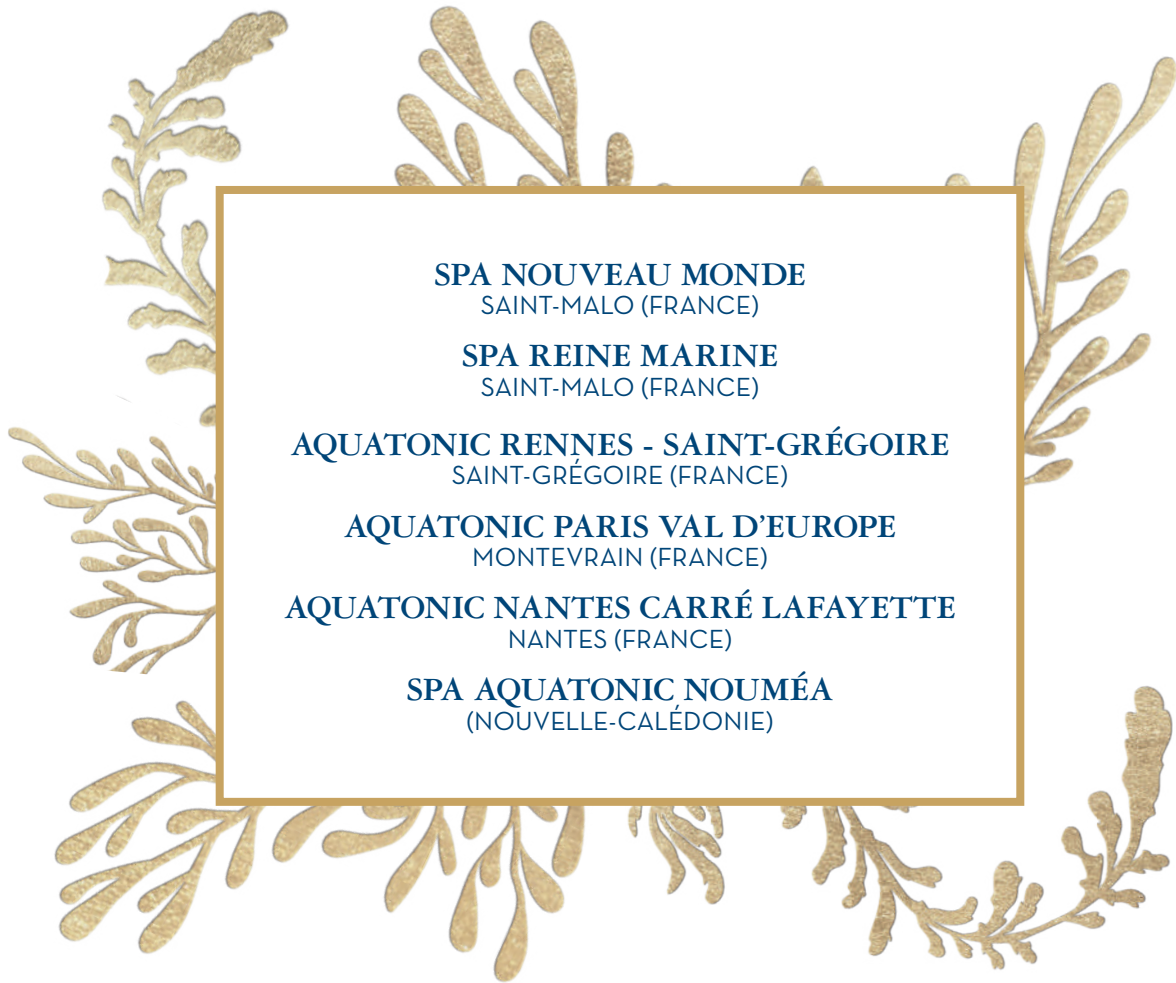 SPA NOUVEAU MONDE
SAINT-MALO (FRANCE)
SPA REINE MARINE
SAINT-MALO (FRANCE)
AQUATONIC RENNES - SAINT-GRÉGOIRE
SAINT-GRÉGOIRE (FRANCE)
AQUATONIC PARIS VAL D’EUROPE
MONTEVRAIN (FRANCE)
AQUATONIC NANTES CARRÉ LAFAYETTE
NANTES (FRANCE)
SPA AQUATONIC NOUMÉA
(NOUVELLE-CALÉDONIE)